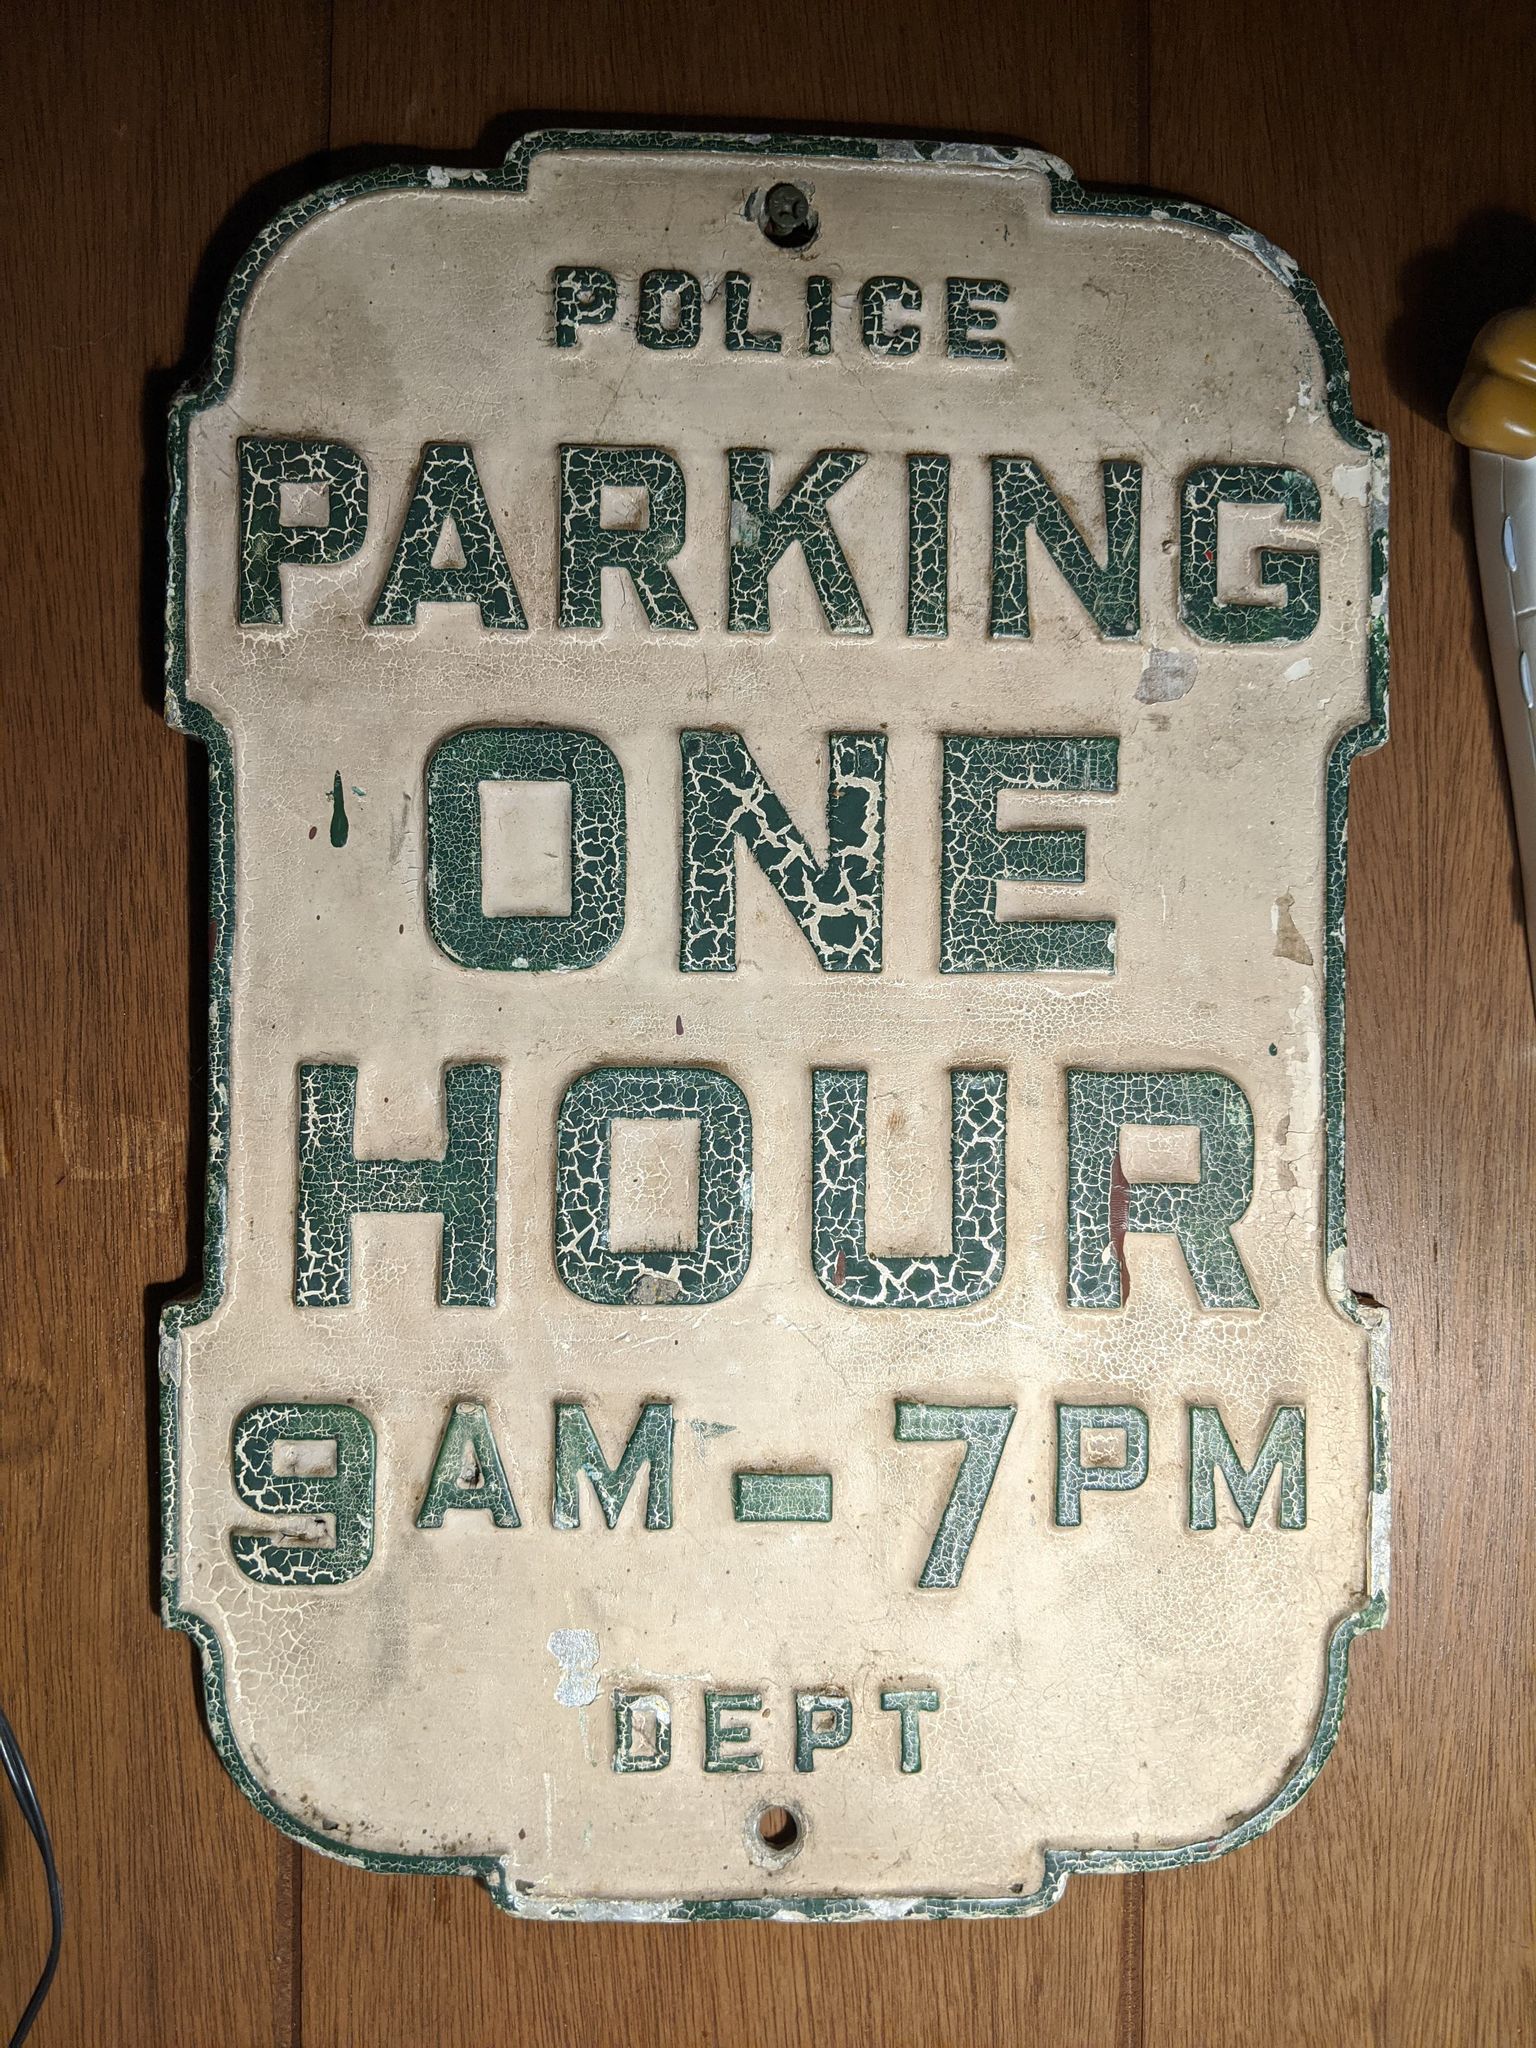 POLICE
PARKING
ONE
HOUR
9AM-7PM
DEPT